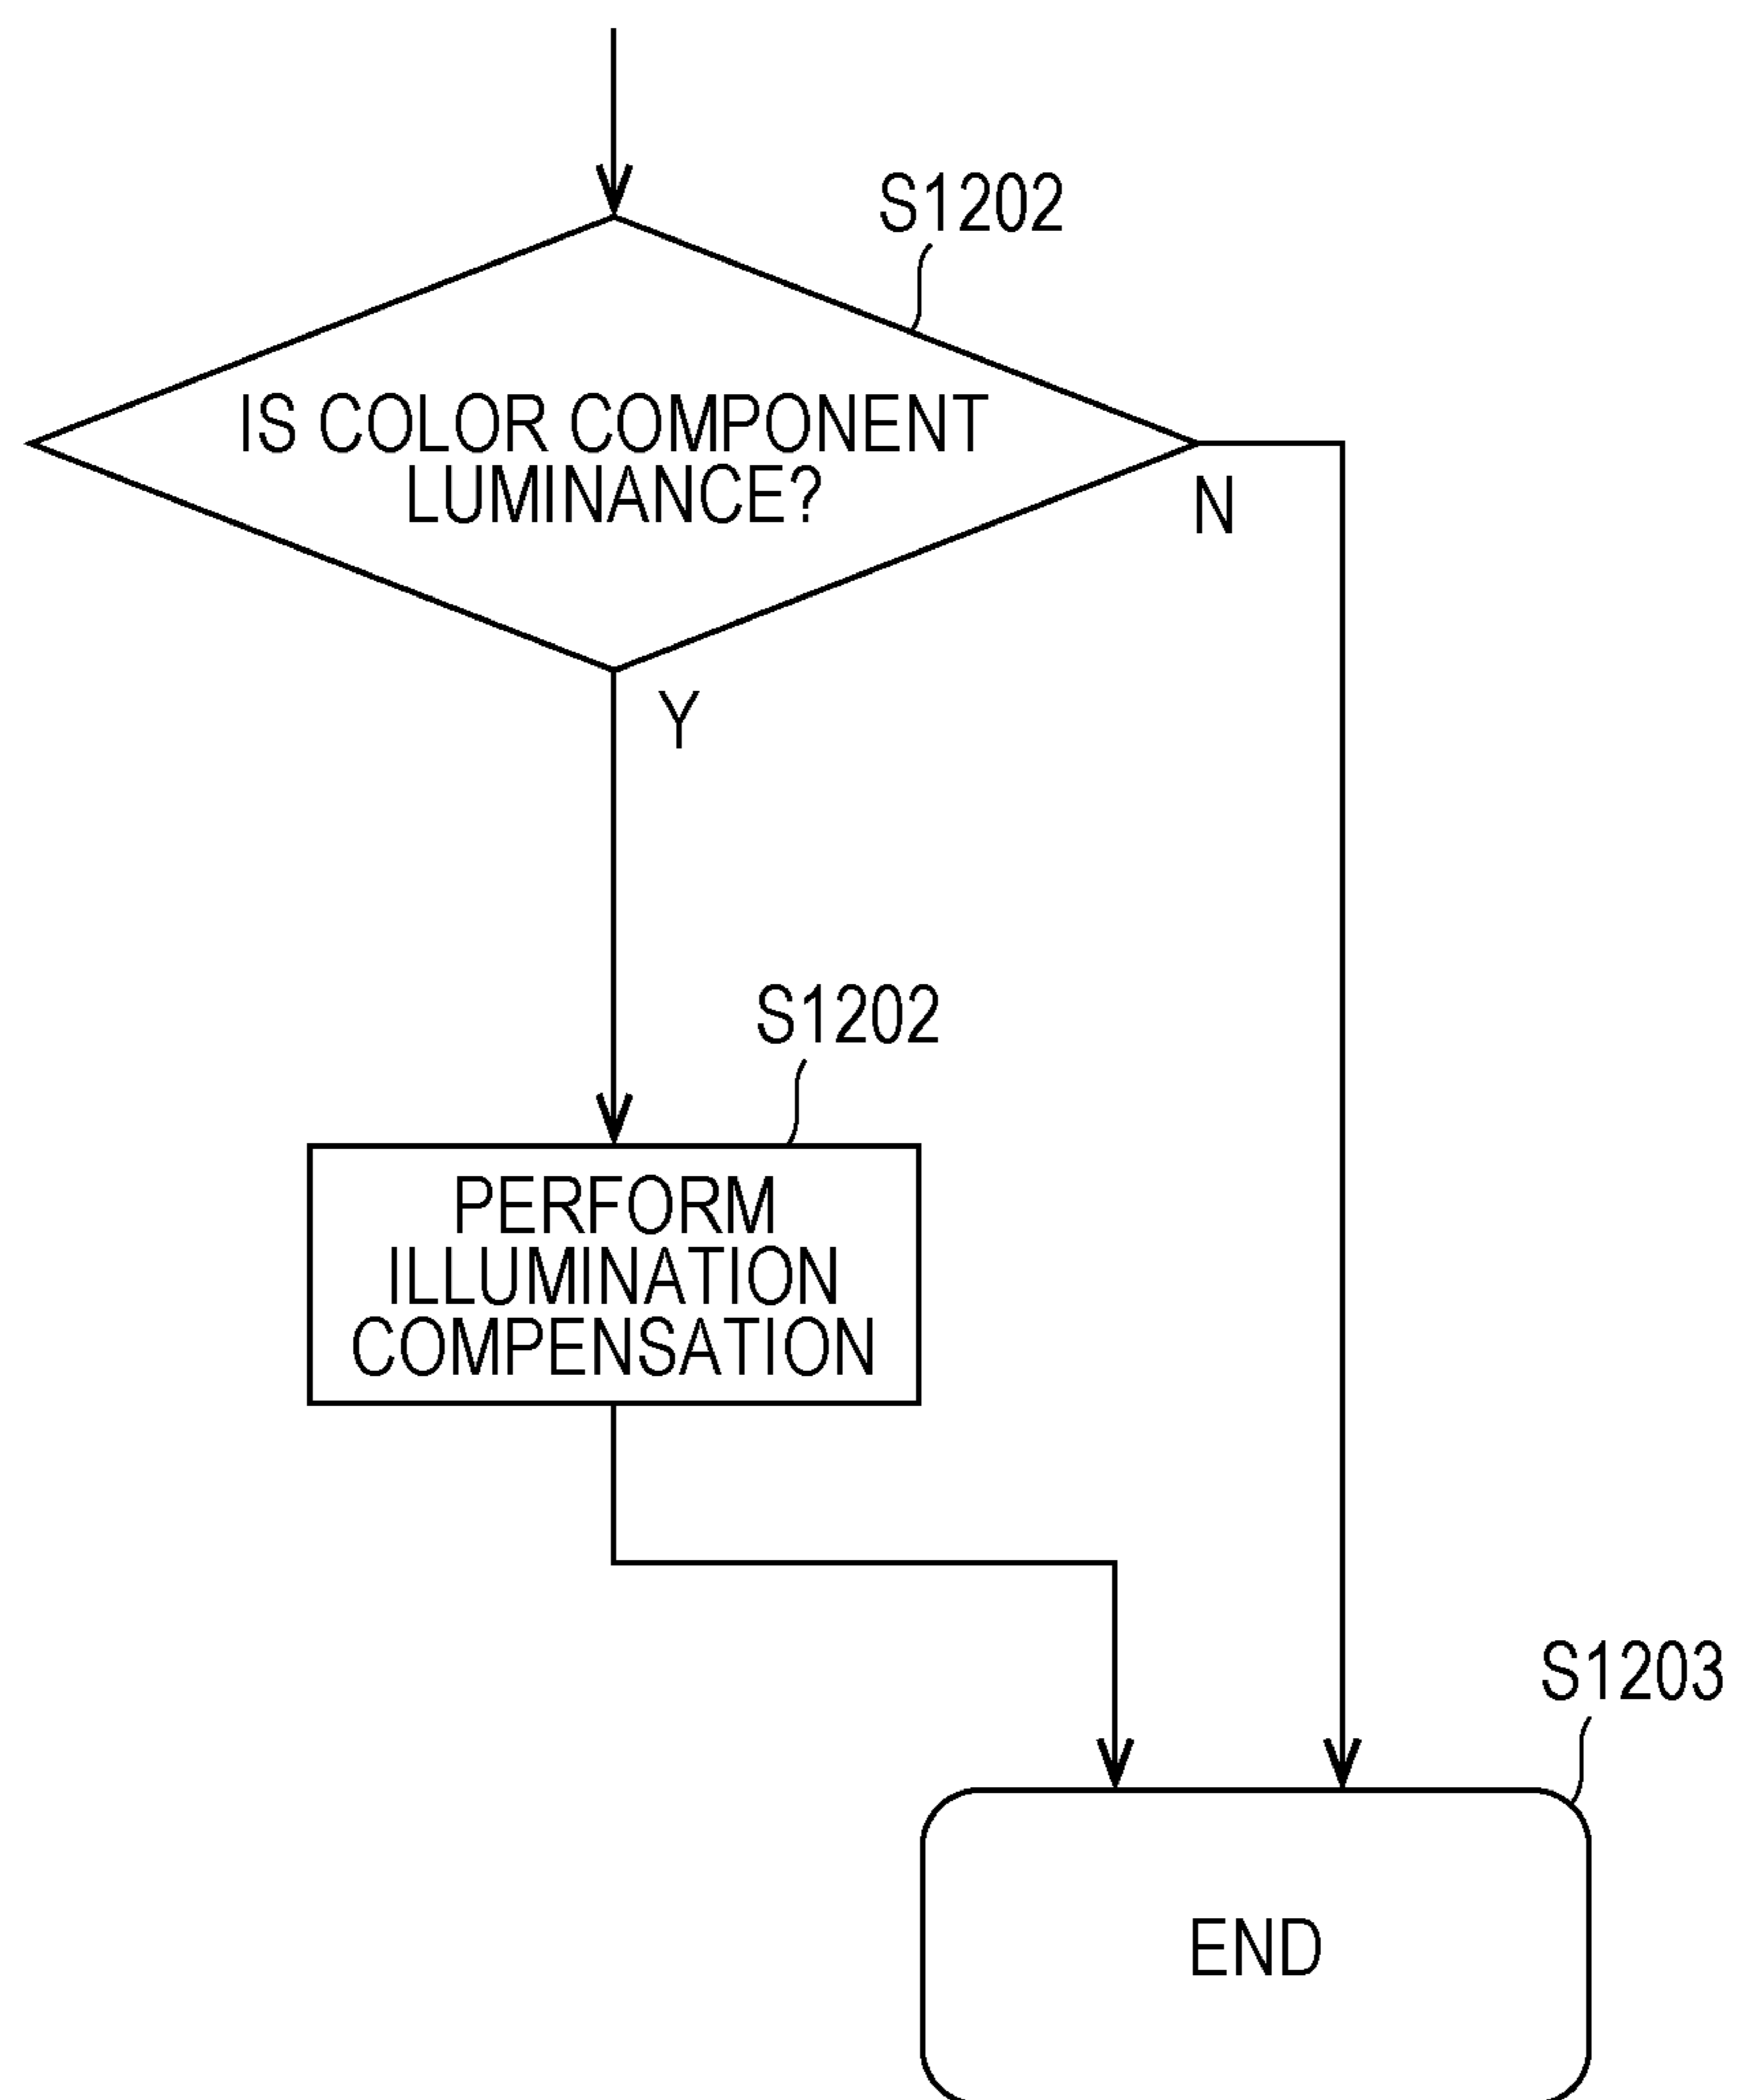 S1202
IS COLOR COMPONENT
LUMINANCE?
N
Y
S1202
PERFORM
ILLUMINATION
COMPENSATION
S1203
END